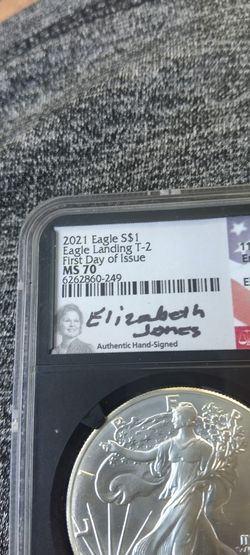 2021 Eagle S$1
Eagle Landing T-2
First Day of Issue
MS 70
6262860-249
Elizabeth
Jones
Authentic Hand-Signed
11
E
L I
B E